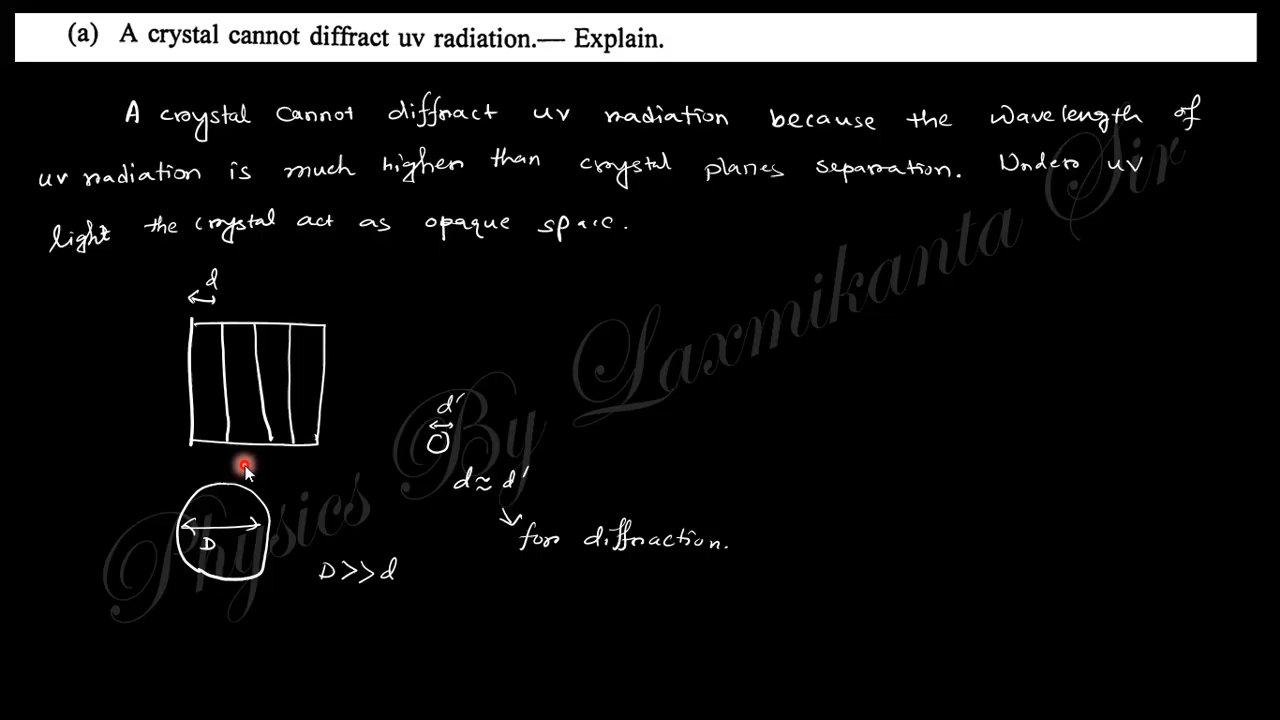 (a) A crystal cannot diffract uv radiation.— Explain.
A crystal cannot diffract uv radiation because the wavelength of
uv radiation is much higher than crystal planes separation. Under uv
light the crystal act as opaque space.
d
d'
d ≈ d'
for diffraction.
D
D >> d
Physics By Laxmikanta Sir